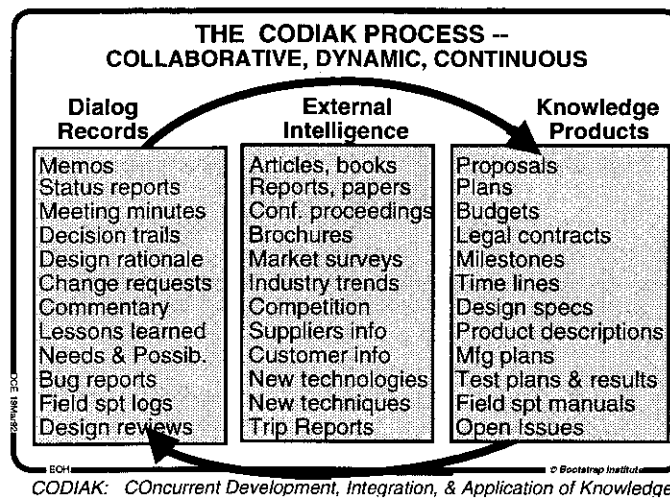 THE CODIAK PROCESS --
COLLABORATIVE, DYNAMIC, CONTINUOUS
Dialog
Records
Memos
Status reports
Meeting minutes
Decision trails
Design rationale
Change requests
Commentary
Lessons learned
Needs & Possib.
Bug reports
Field spt logs
Design reviews
External
Intelligence
Articles, books
Reports, papers
Conf. proceedings
Brochures
Market surveys
Industry trends
Competition
Suppliers info
Customer info
New technologies
New techniques
Trip Reports
Knowledge
Products
Proposals
Plans
Budgets
Legal contracts
Milestones
Time lines
Design specs
Product descriptions
Mfg plans
Test plans & results
Field spt manuals
Open Issues
EOH
© Bootstrap Institute
CODIAK: COncurrent Development, Integration, & Application of Knowledge